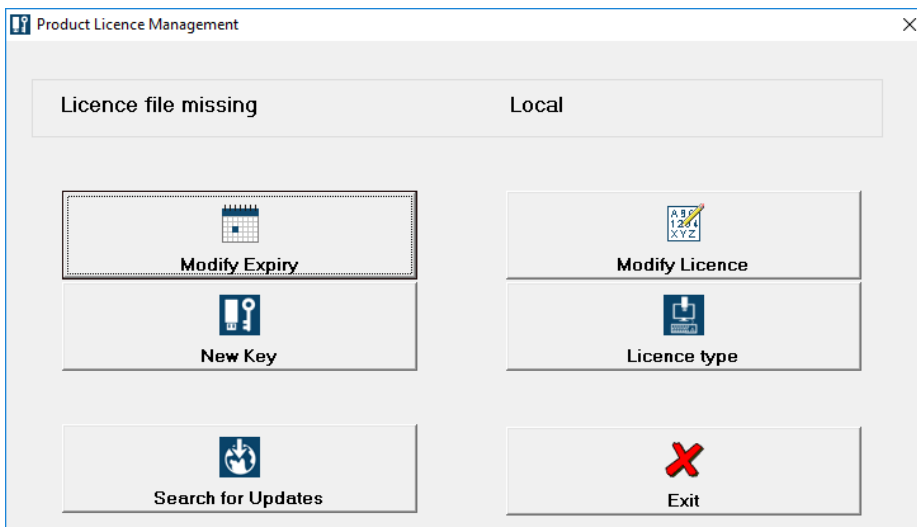 Product Licence Management
Licence file missing
Local
Modify Expiry
Modify Licence
New Key
Licence type
Search for Updates
Exit